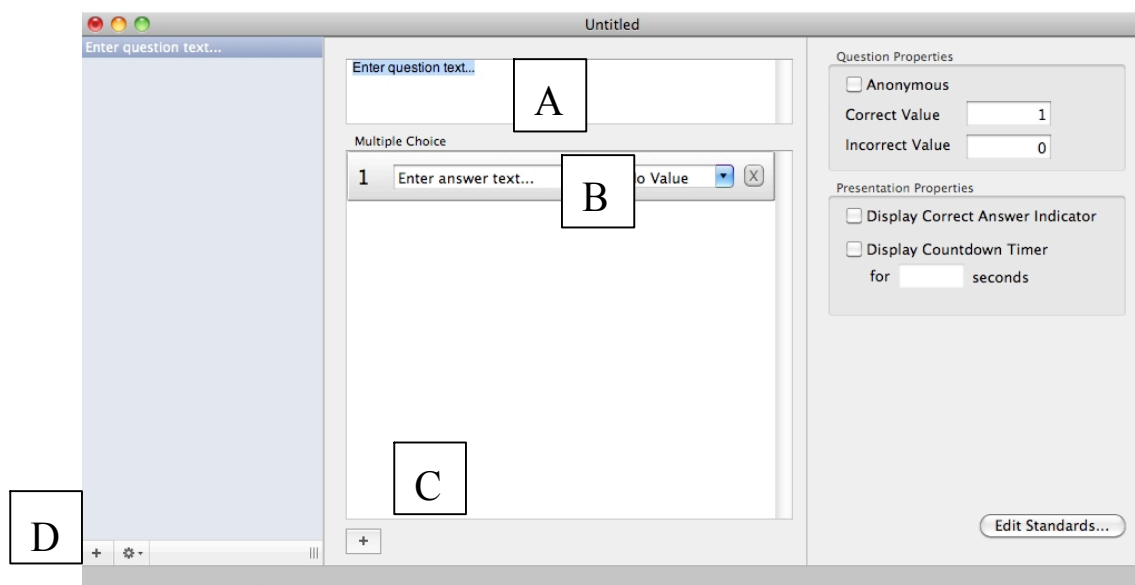 Untitled
Enter question text...
Enter question text...
A
Multiple Choice
1 Enter answer text... o Value X
B
C
+
D
+
Question Properties
Anonymous
Correct Value 1
Incorrect Value 0
Presentation Properties
Display Correct Answer Indicator
Display Countdown Timer
for seconds
Edit Standards...